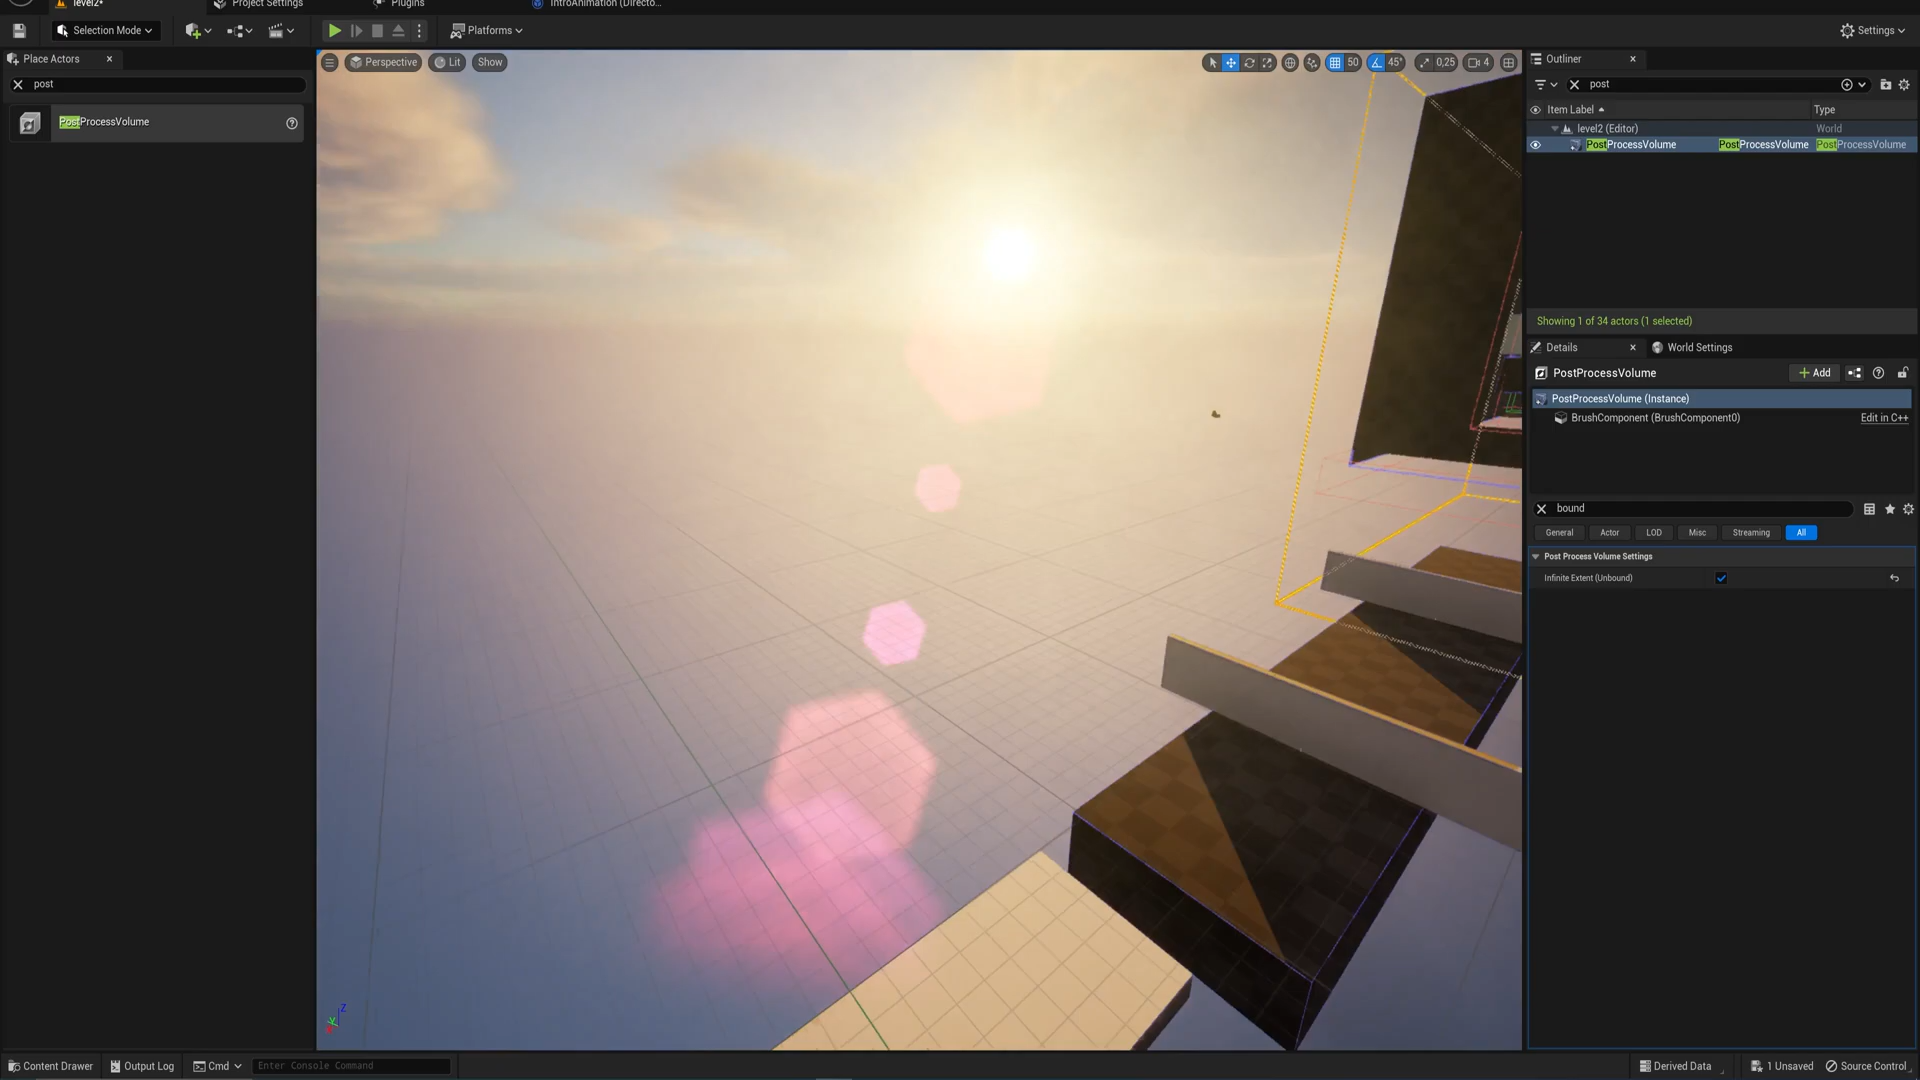 level2*
Project Settings
Plugins
IntroAnimation (Directo...
Selection Mode
Platforms
Settings
Place Actors
post
PostProcessVolume
Perspective
Lit
Show
50
45°
0,25
4
Outliner
post
Item Label
Type
level2 (Editor)
World
PostProcessVolume
PostProcessVolume
PostProcessVolume
Showing 1 of 34 actors (1 selected)
Details
World Settings
PostProcessVolume
+ Add
PostProcessVolume (Instance)
BrushComponent (BrushComponent0)
Edit in C++
bound
General
Actor
LOD
Misc
Streaming
All
Post Process Volume Settings
Infinite Extent (Unbound)
Z
Y
Content Drawer
Output Log
Cmd
Enter Console Command
Derived Data
1 Unsaved
Source Control